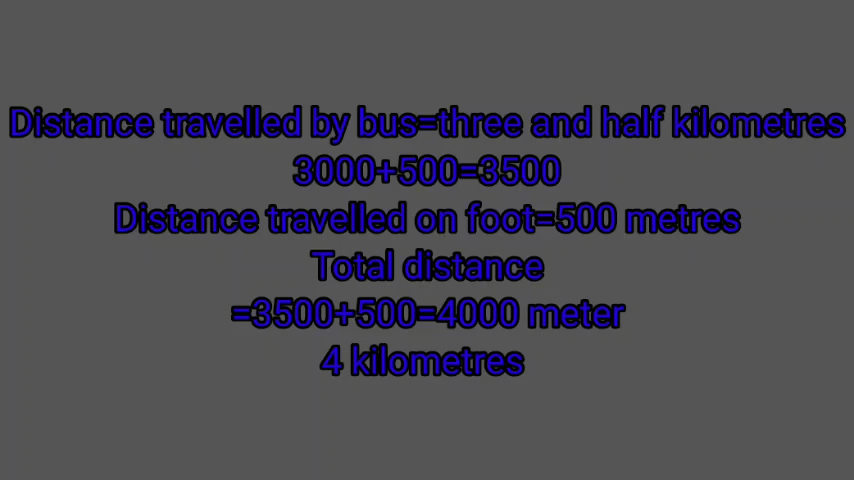 Distance travelled by bus=three and half kilometres
3000+500=3500
Distance travelled on foot=500 metres
Total distance
=3500+500=4000 meter
4 kilometres